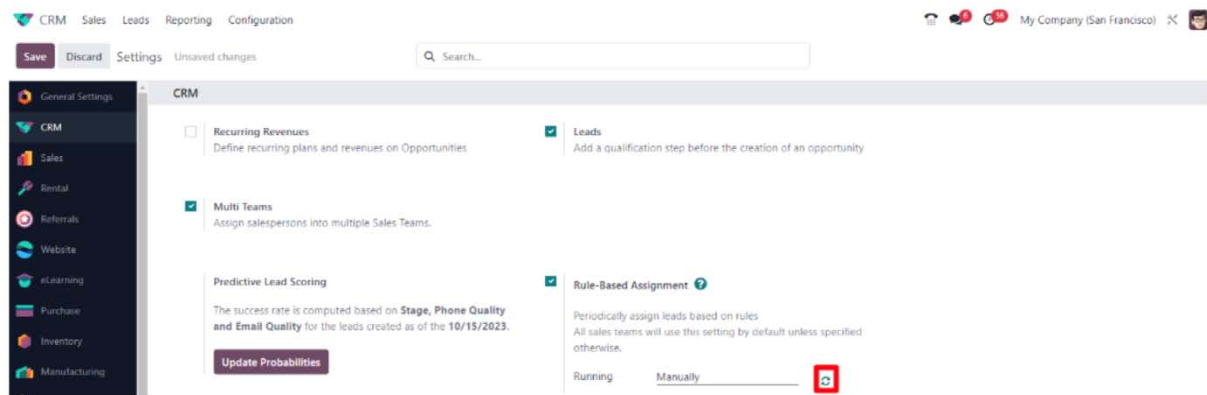 CRM Sales Leads Reporting Configuration
6 38 My Company (San Francisco)
Save Discard Settings Unsaved changes
Search...
General Settings
CRM
Sales
Rental
Referrals
Website
eLearning
Purchase
Inventory
Manufacturing
CRM
Recurring Revenues
Define recurring plans and revenues on Opportunities
Leads
Add a qualification step before the creation of an opportunity
Multi Teams
Assign salespersons into multiple Sales Teams.
Predictive Lead Scoring
The success rate is computed based on Stage, Phone Quality
and Email Quality for the leads created as of the 10/15/2023.
Update Probabilities
Rule-Based Assignment ?
Periodically assign leads based on rules
All sales teams will use this setting by default unless specified
otherwise.
Running Manually